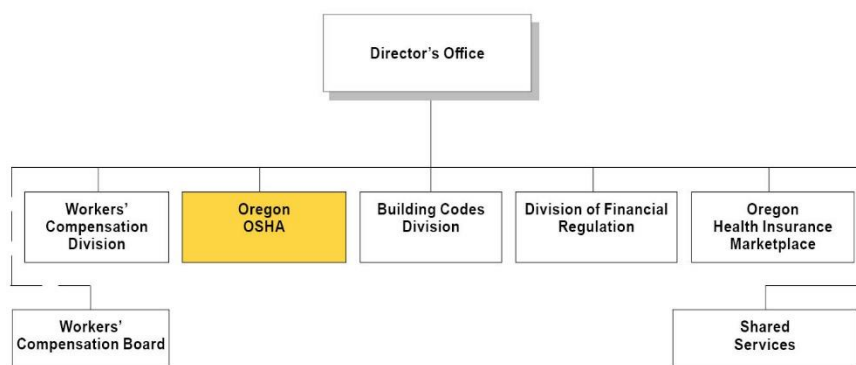 Director's Office
Workers'
Compensation
Division
Oregon
OSHA
Building Codes
Division
Division of Financial
Regulation
Oregon
Health Insurance
Marketplace
Workers'
Compensation Board
Shared
Services